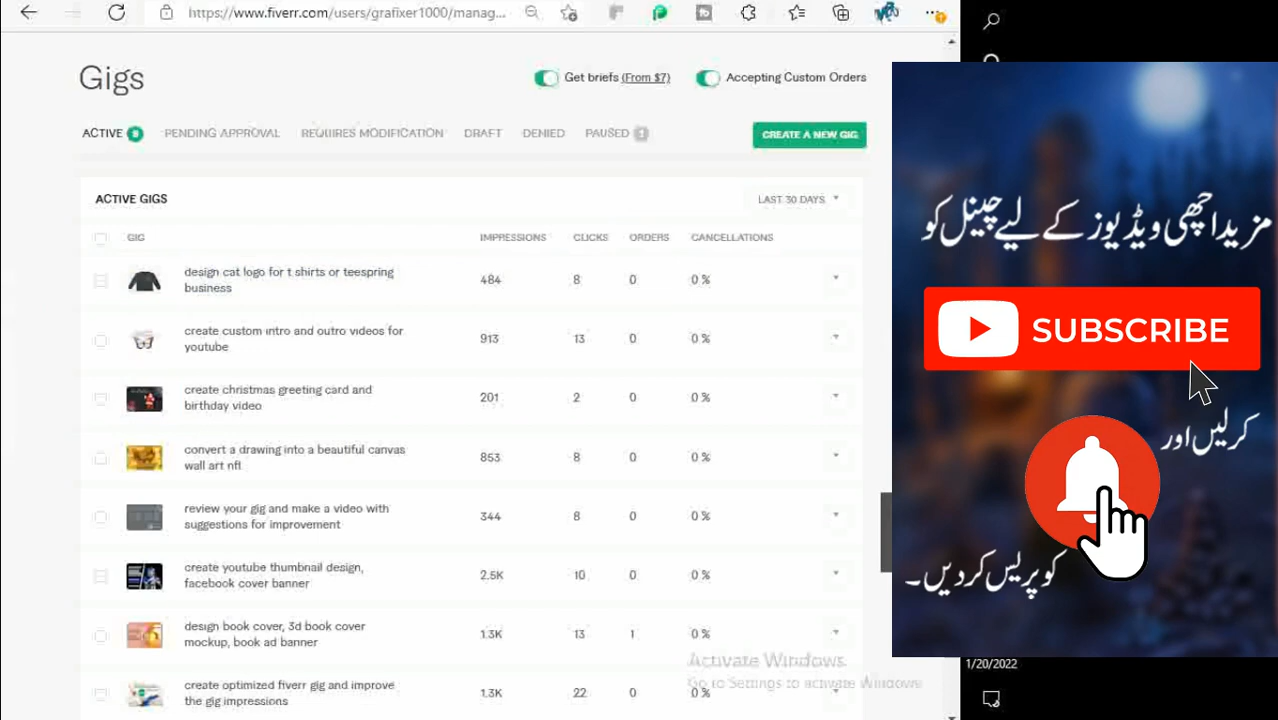 https://www.fiverr.com/users/grafixer1000/manag...
Gigs
Get briefs (From $7)
Accepting Custom Orders
ACTIVE
PENDING APPROVAL
REQUIRES MODIFICATION
DRAFT
DENIED
PAUSED
CREATE A NEW GIG
ACTIVE GIGS
LAST 30 DAYS
GIG IMPRESSIONS CLICKS ORDERS CANCELLATIONS
design cat logo for t shirts or teespring
business
484 8 0 0 %
create custom intro and outro videos for
youtube
913 13 0 0 %
create christmas greeting card and
birthday video
201 2 0 0 %
convert a drawing into a beautiful canvas
wall art nft
853 8 0 0 %
review your gig and make a video with
suggestions for improvement
344 8 0 0 %
create youtube thumbnail design,
facebook cover banner
2.5K 10 0 0 %
design book cover, 3d book cover
mockup, book ad banner
1.3K 13 1 0 %
create optimized fiverr gig and improve
the gig impressions
1.3K 22 0 0 %
Activate Windows
Go to Settings to activate Windows.
مزید اچھی ویڈیوز کے لیے چینل کو
SUBSCRIBE
کرلیں اور
کو پریس کردیں۔
1/20/2022